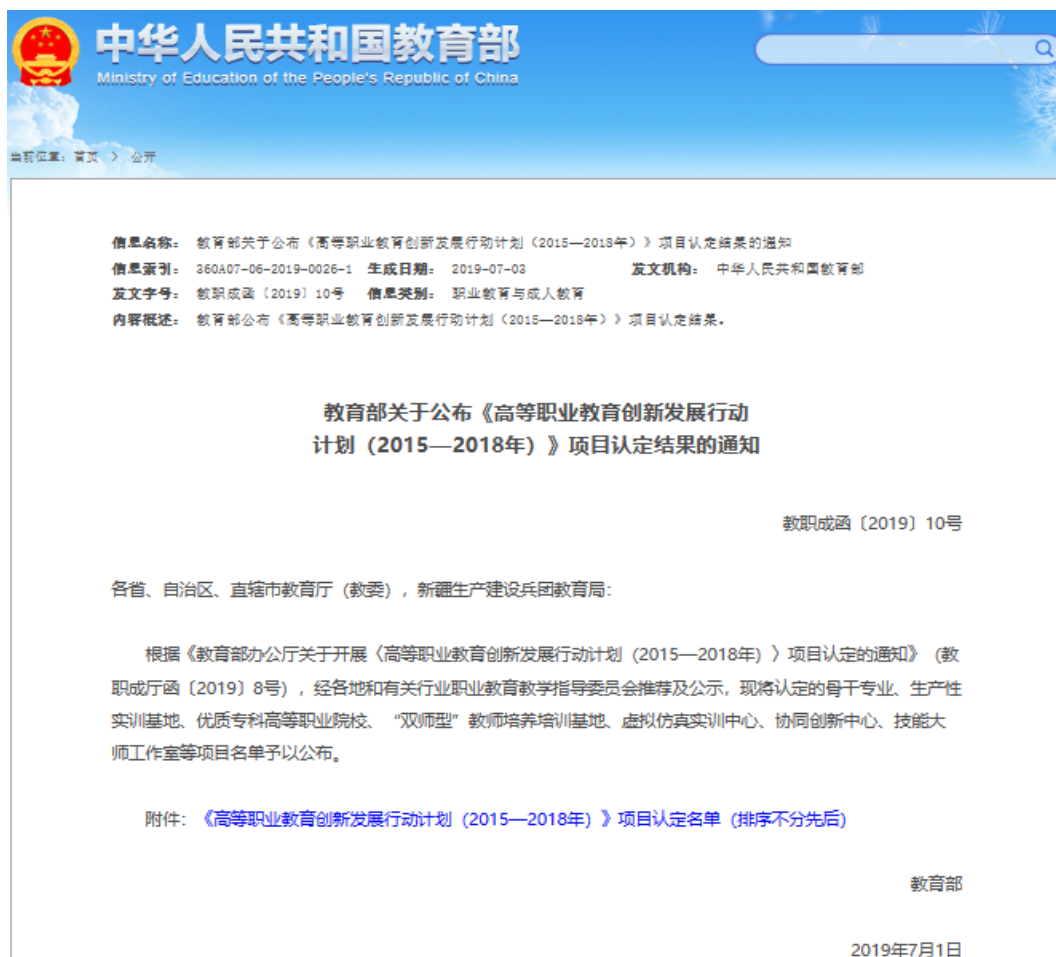 中华人民共和国教育部
Ministry of Education of the People's Republic of China
当前位置：首页 > 公开
信息名称： 教育部关于公布《高等职业教育创新发展行动计划（2015—2018年）》项目认定结果的通知
信息索引： 360A07-06-2019-0026-1 生成日期： 2019-07-03 发文机构： 中华人民共和国教育部
发文字号： 教职成函〔2019〕10号 信息类别： 职业教育与成人教育
内容概述： 教育部公布《高等职业教育创新发展行动计划（2015—2018年）》项目认定结果。
教育部关于公布《高等职业教育创新发展行动
计划（2015—2018年）》项目认定结果的通知
教职成函〔2019〕10号
各省、自治区、直辖市教育厅（教委），新疆生产建设兵团教育局：
根据《教育部办公厅关于开展〈高等职业教育创新发展行动计划（2015—2018年）〉项目认定的通知》（教
职成厅函〔2019〕8号），经各地和有关行业职业教育教学指导委员会推荐及公示，现将认定的骨干专业、生产性
实训基地、优质专科高等职业院校、“双师型”教师培养培训基地、虚拟仿真实训中心、协同创新中心、技能大
师工作室等项目名单予以公布。
附件：《高等职业教育创新发展行动计划（2015—2018年）》项目认定名单（排序不分先后）
教育部
2019年7月1日